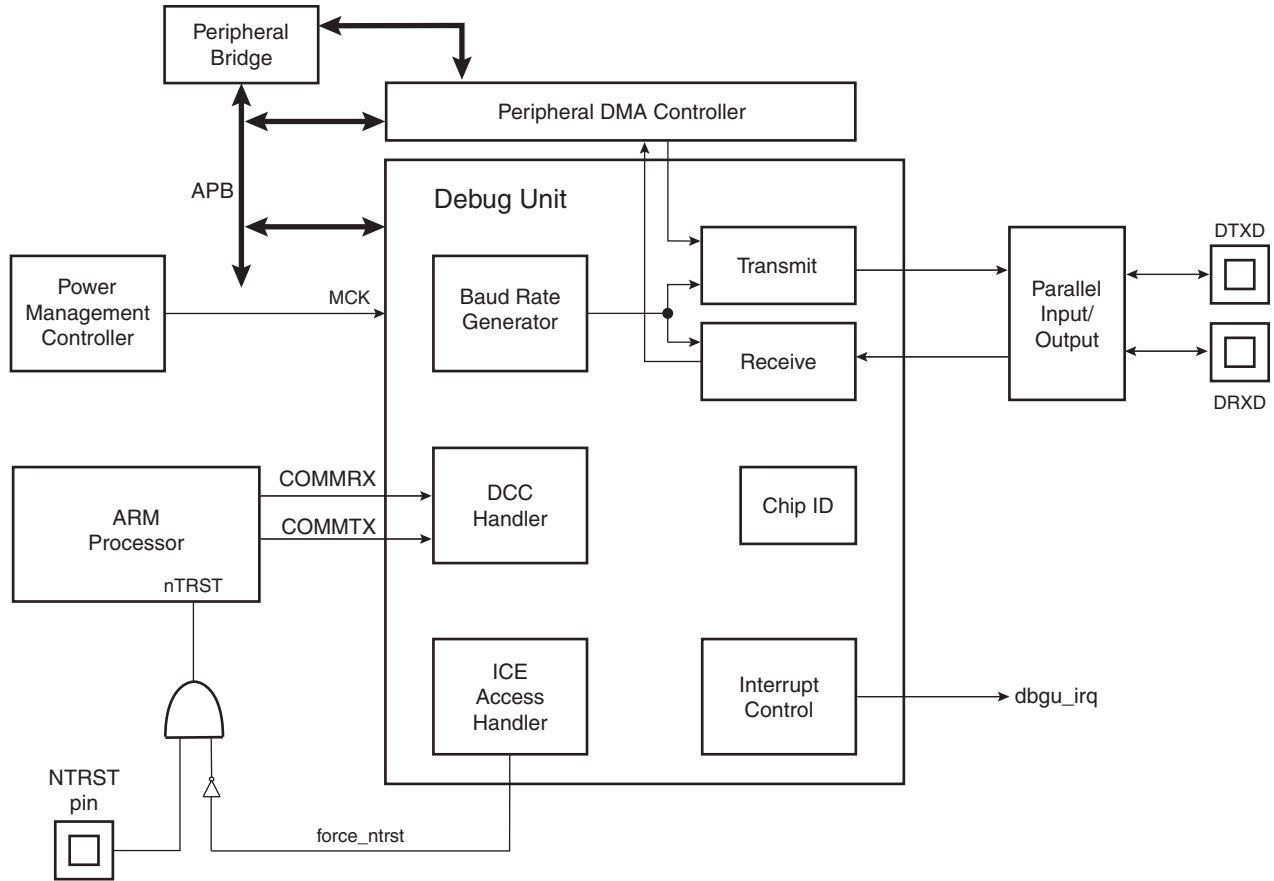 Peripheral
Bridge
Peripheral DMA Controller
APB
Debug Unit
Power
Management
Controller
MCK
Baud Rate
Generator
Transmit
Receive
Parallel
Input/
Output
DTXD
DRXD
ARM
Processor
nTRST
COMMRX
COMMTX
DCC
Handler
Chip ID
ICE
Access
Handler
Interrupt
Control
dbgu_irq
NTRST
pin
force_ntrst